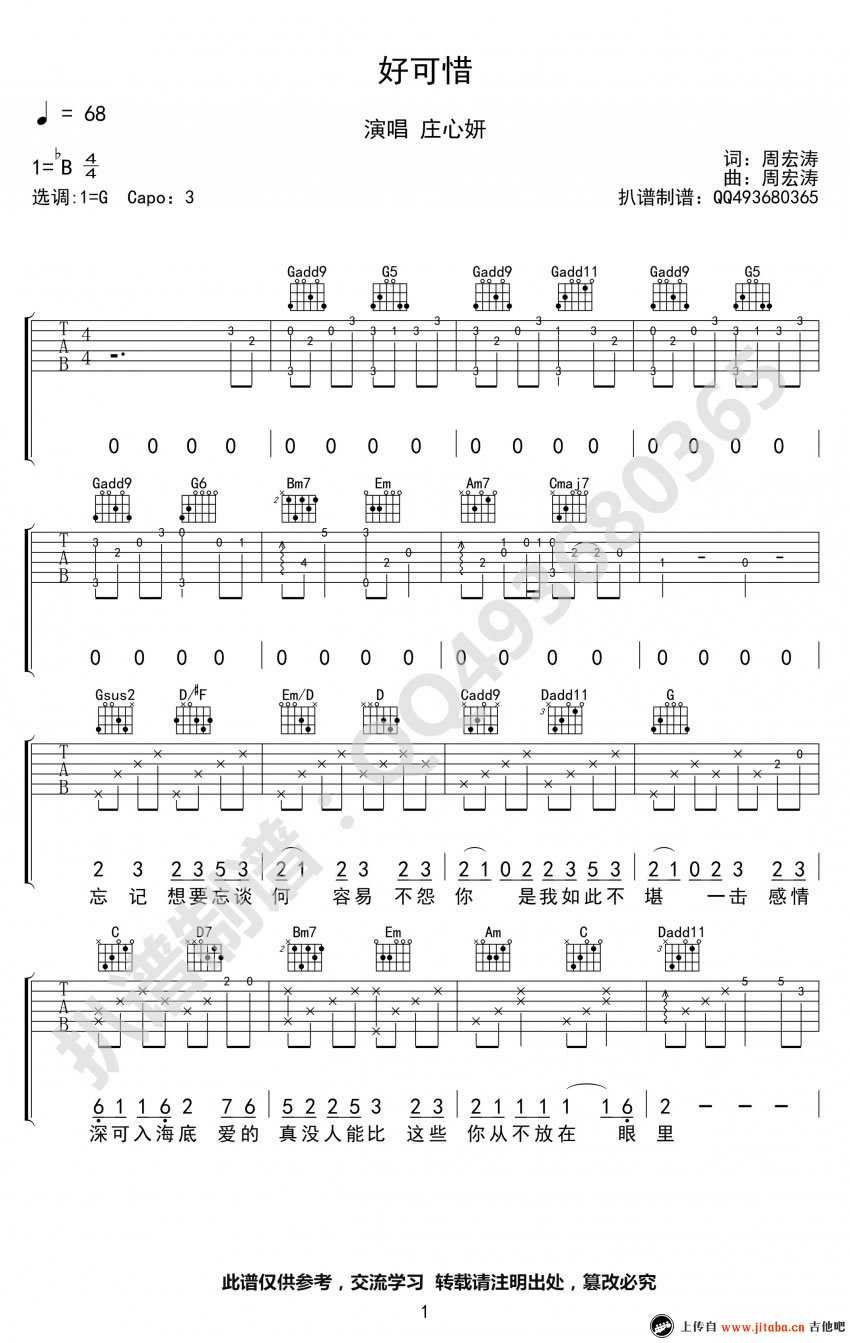 好可惜
♩ = 68
演唱 庄心妍
1=♭B 4/4
词：周宏涛
曲：周宏涛
选调:1=G Capo：3
扒谱制谱：QQ493680365
Gadd9 G5 Gadd9 Gadd11 Gadd9 G5
T A B 4 4
0 0 0 0 0 0 0 0 0 0 0 0 0 0 0 0
Gadd9 G6 Bm7 Em Am7 Cmaj7
T A B
0 0 0 0 0 0 0 0 0 0 0 0 0 0 0 0
Gsus2 D/#F Em/D D Cadd9 Dadd11 G
T A B
2 3 2 3 5 3 2 1 2 3 2 3 2 1 0 2 2 3 5 3 2 1 0 2 3 2 3
忘 记 想要忘谈 何 容易 不怨 你 是我如此不 堪 一击 感情
C D7 Bm7 Em Am C Dadd11
T A B
6 1 1 6 2 7 6 5 2 2 5 3 2 3 2 1 1 1 1 1 6 2 - - -
深可入海底 爱的 真没人能比 这些 你从不放在 眼 里
扒谱制谱：QQ493680365
此谱仅供参考，交流学习 转载请注明出处，篡改必究
1
上传自 www.jitaba.cn 吉他吧